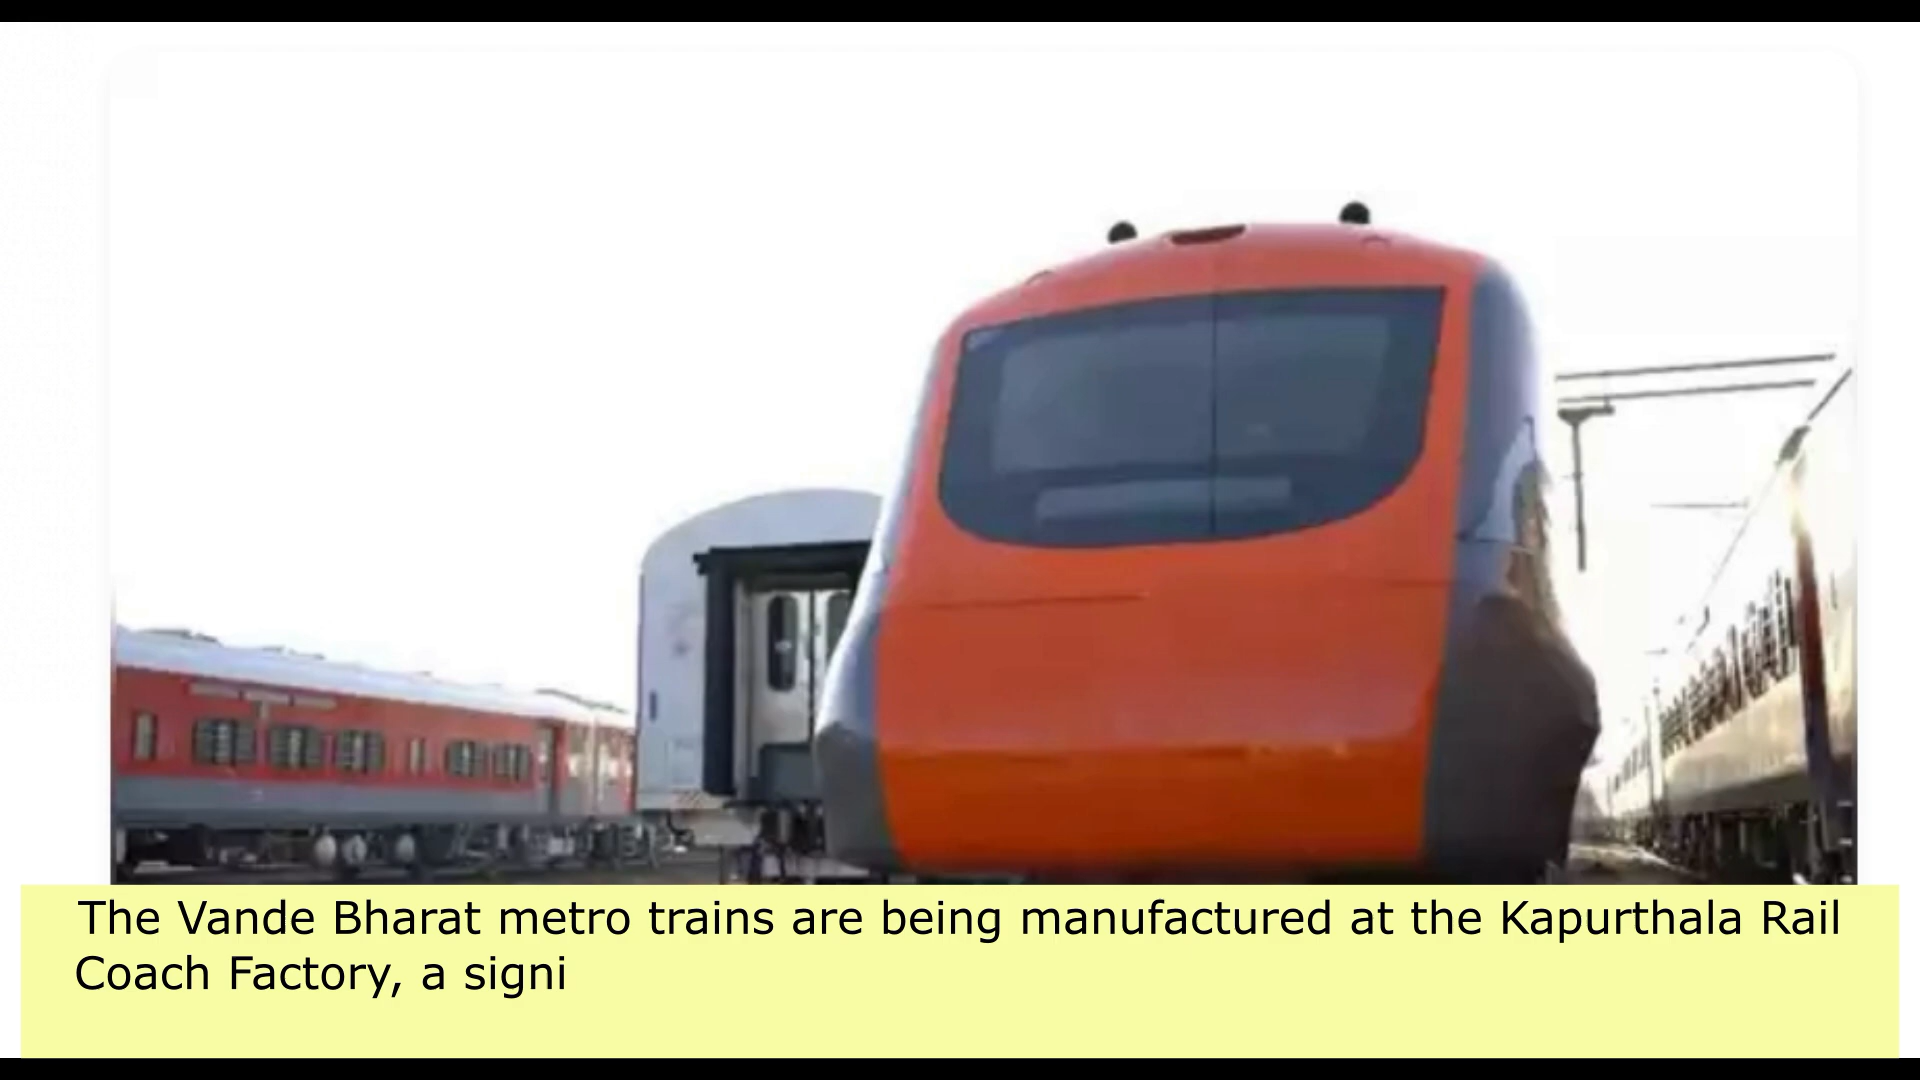 The Vande Bharat metro trains are being manufactured at the Kapurthala Rail
Coach Factory, a signi